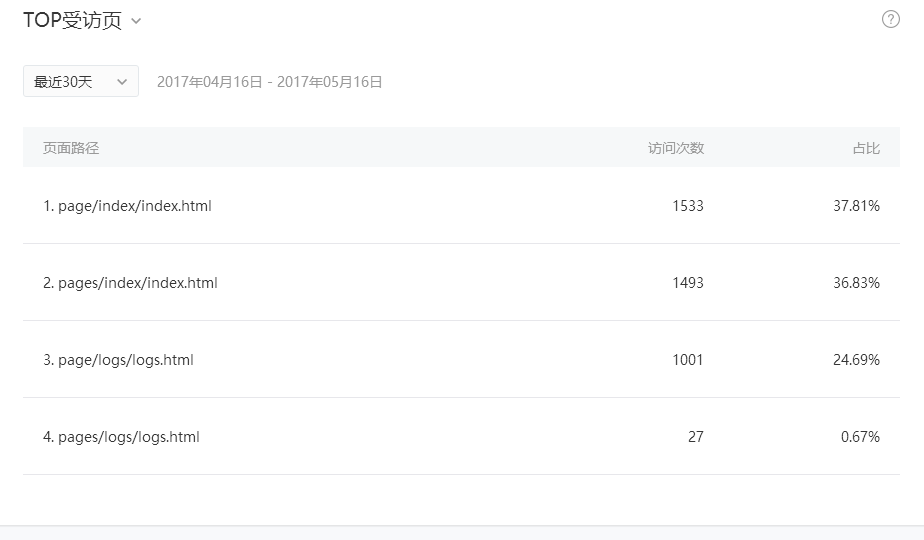 TOP受访页
?
最近30天 2017年04月16日 - 2017年05月16日
页面路径 访问次数 占比
1. page/index/index.html 1533 37.81%
2. pages/index/index.html 1493 36.83%
3. page/logs/logs.html 1001 24.69%
4. pages/logs/logs.html 27 0.67%